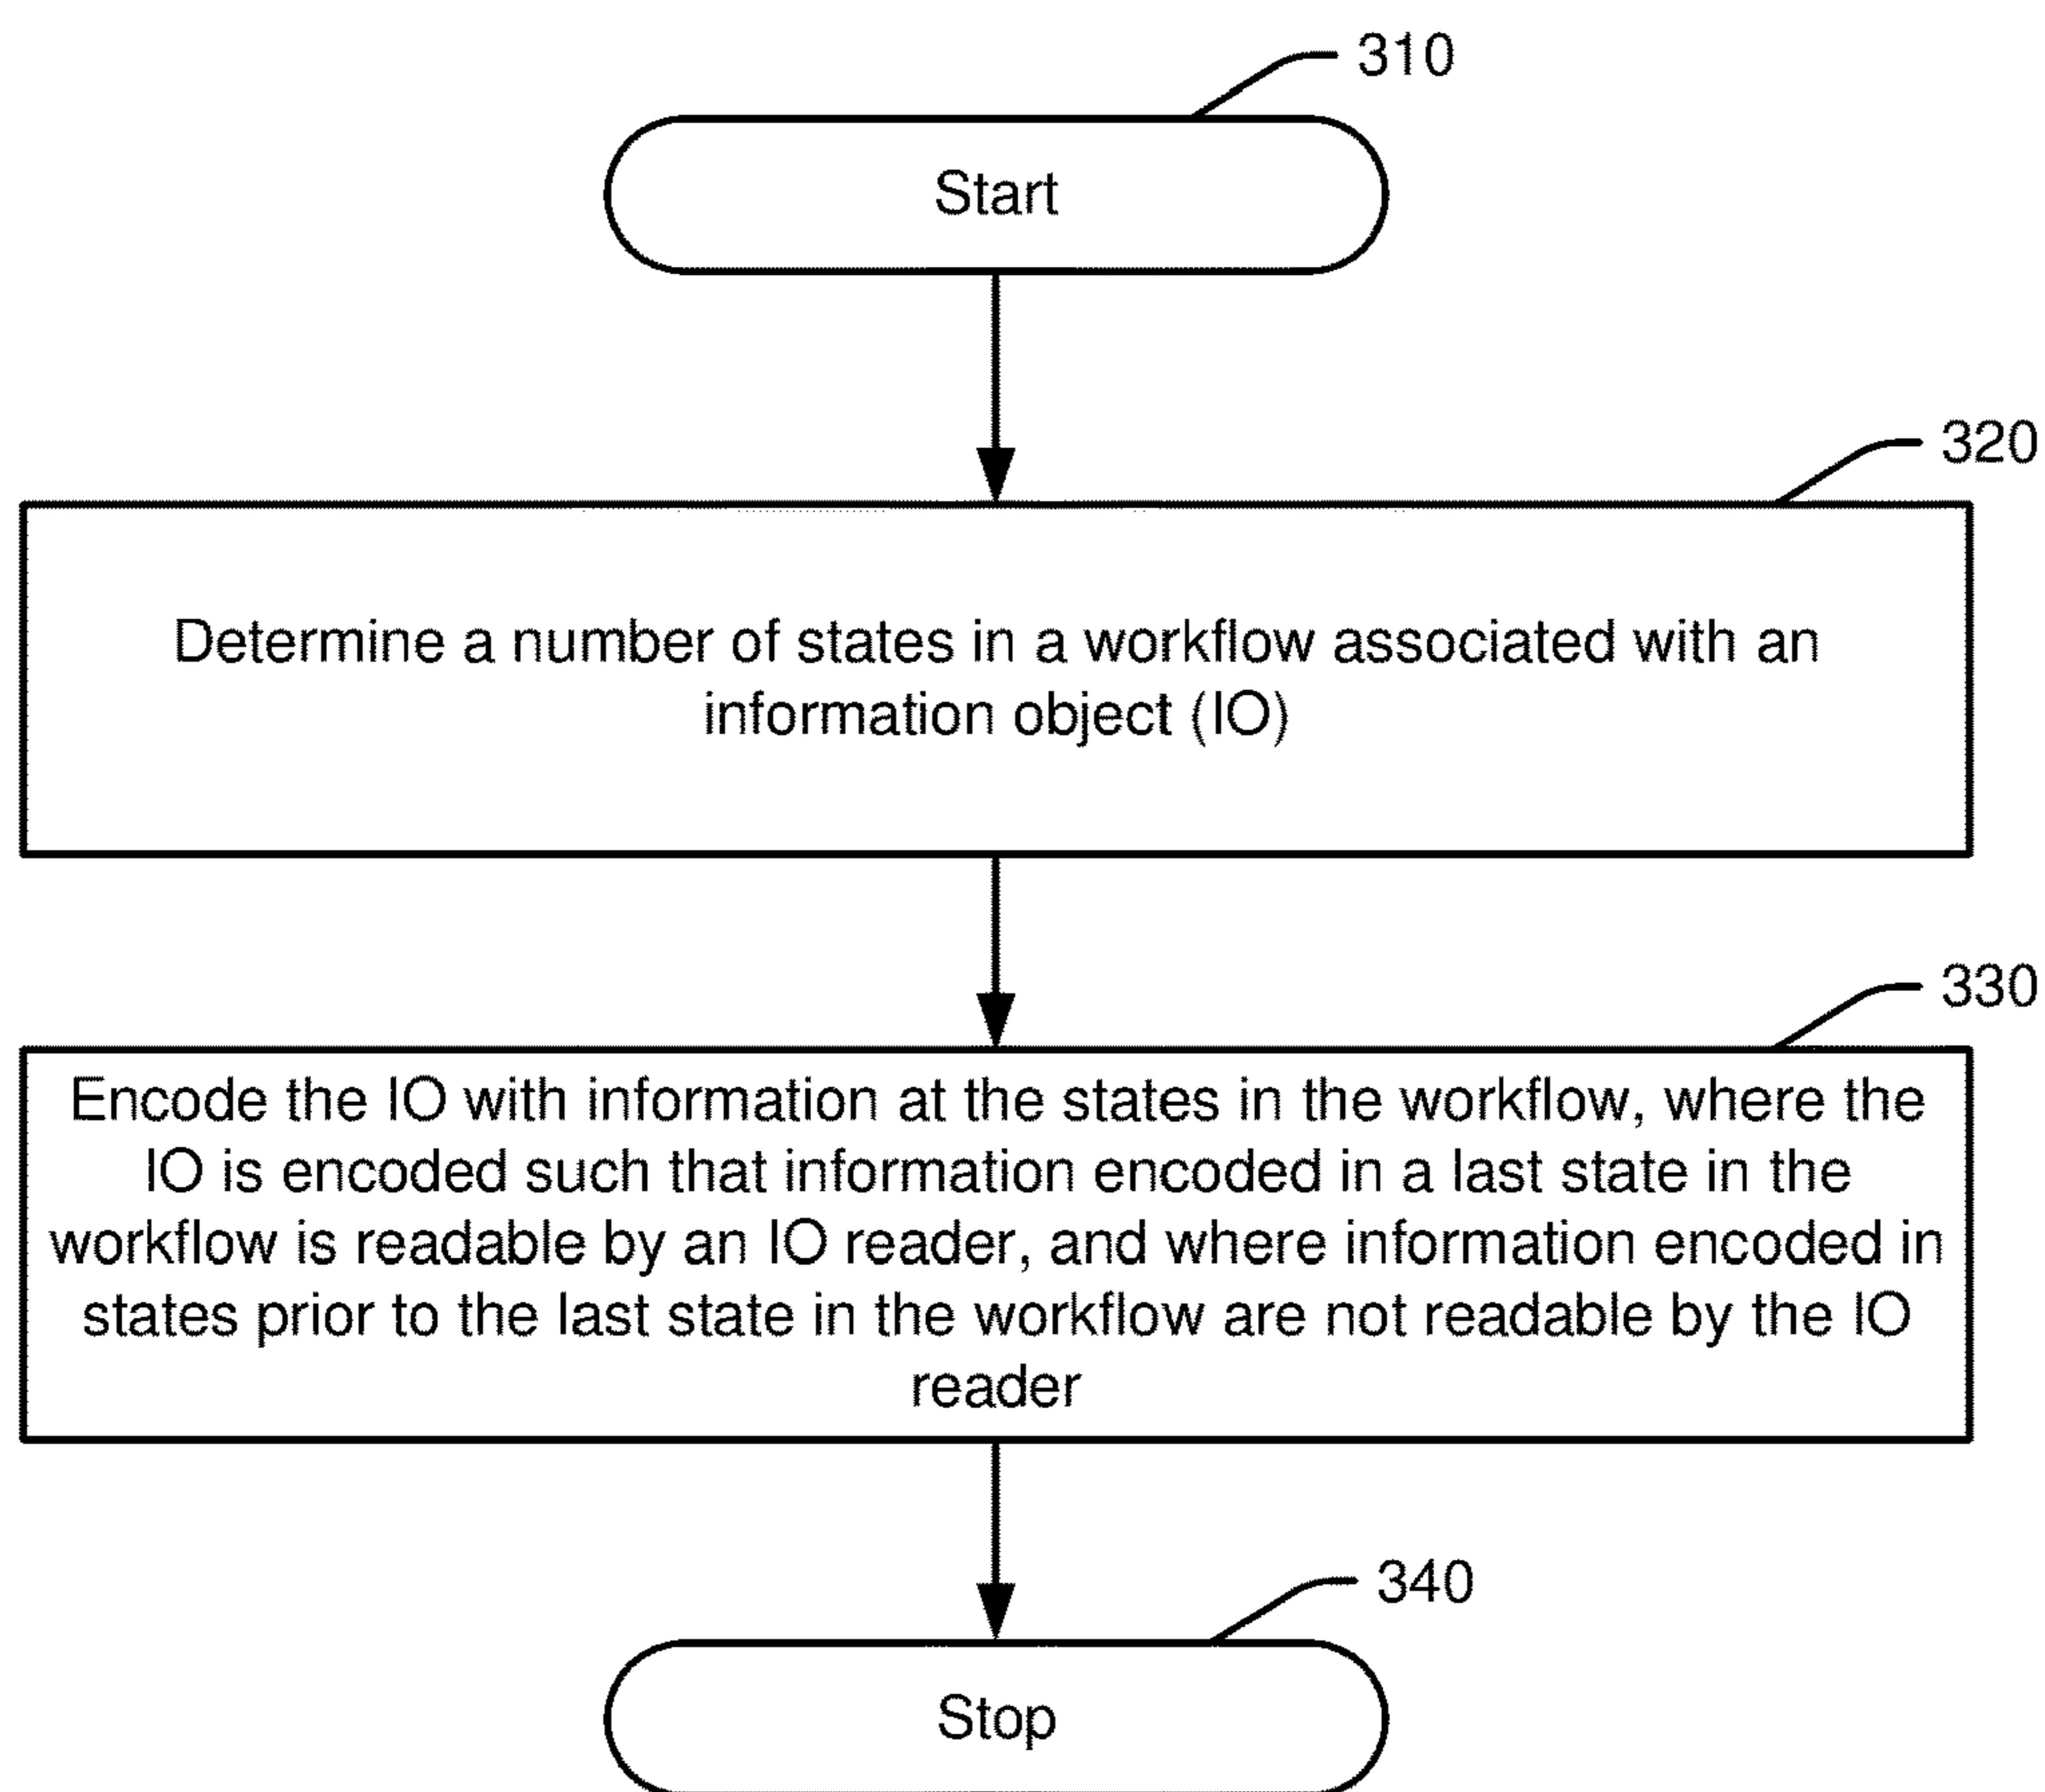 310
Start
320
Determine a number of states in a workflow associated with an
information object (IO)
330
Encode the IO with information at the states in the workflow, where the
IO is encoded such that information encoded in a last state in the
workflow is readable by an IO reader, and where information encoded in
states prior to the last state in the workflow are not readable by the IO
reader
340
Stop